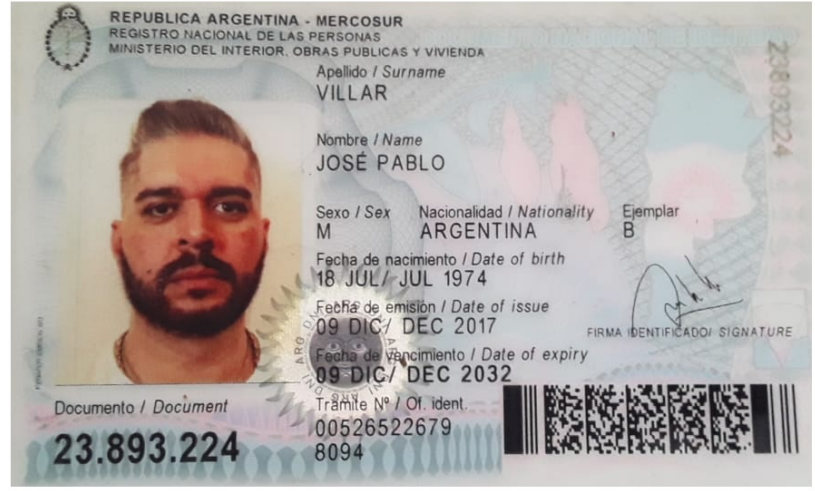 REPUBLICA ARGENTINA - MERCOSUR
REGISTRO NACIONAL DE LAS PERSONAS
MINISTERIO DEL INTERIOR, OBRAS PUBLICAS Y VIVIENDA
Apellido / Surname
VILLAR
Nombre / Name
JOSÉ PABLO
Sexo / Sex Nacionalidad / Nationality Ejemplar
M ARGENTINA B
Fecha de nacimiento / Date of birth
18 JUL/ JUL 1974
Fecha de emisión / Date of issue
09 DIC/ DEC 2017
FIRMA IDENTIFICADO/ SIGNATURE
Fecha de vencimiento / Date of expiry
09 DIC/ DEC 2032
Documento / Document
23.893.224
Trámite Nº / Of. ident.
00526522679
8094
23893224